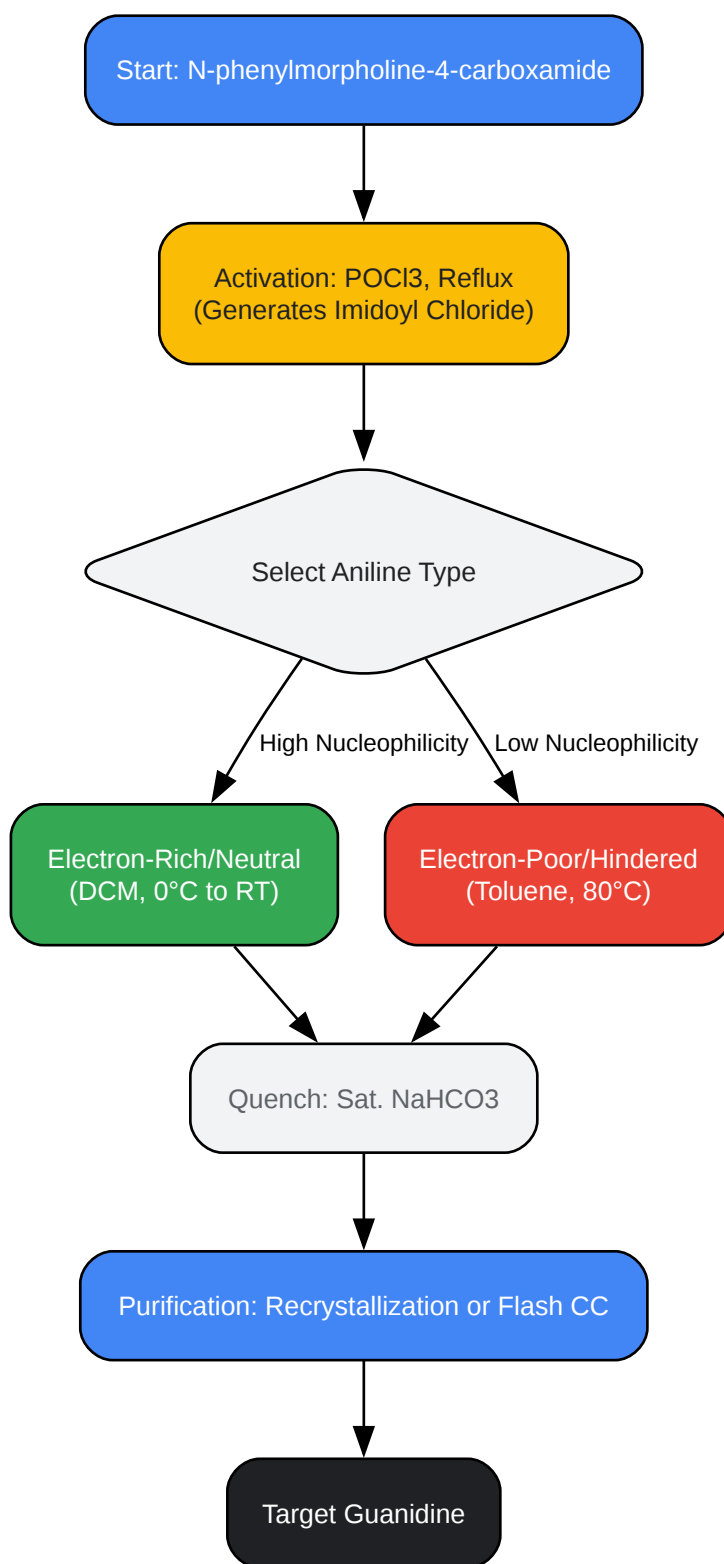 Start: N-phenylmorpholine-4-carboxamide
Activation: POCl3, Reflux
(Generates Imidoyl Chloride)
Select Aniline Type
High Nucleophilicity
Low Nucleophilicity
Electron-Rich/Neutral
(DCM, 0°C to RT)
Electron-Poor/Hindered
(Toluene, 80°C)
Quench: Sat. NaHCO3
Purification: Recrystallization or Flash CC
Target Guanidine